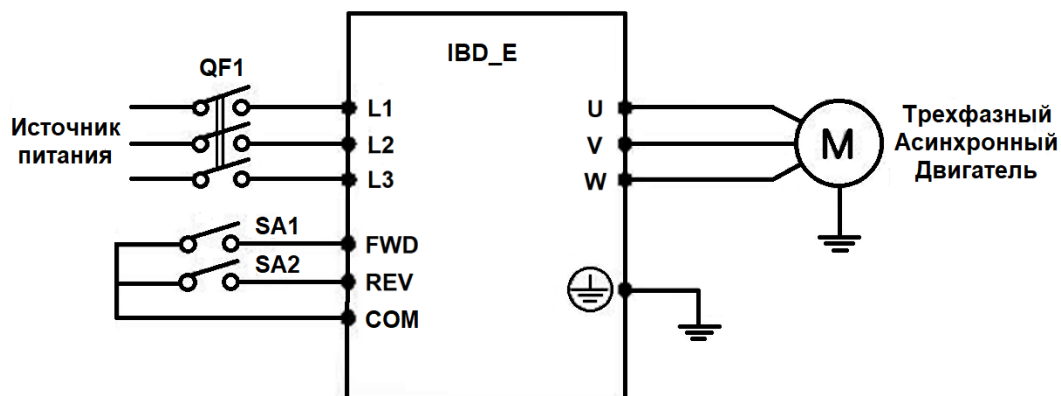 IBD_E
QF1
L1
L2
L3
Источник
питания
U
V
W
M
Трехфазный
Асинхронный
Двигатель
SA1
FWD
SA2
REV
COM